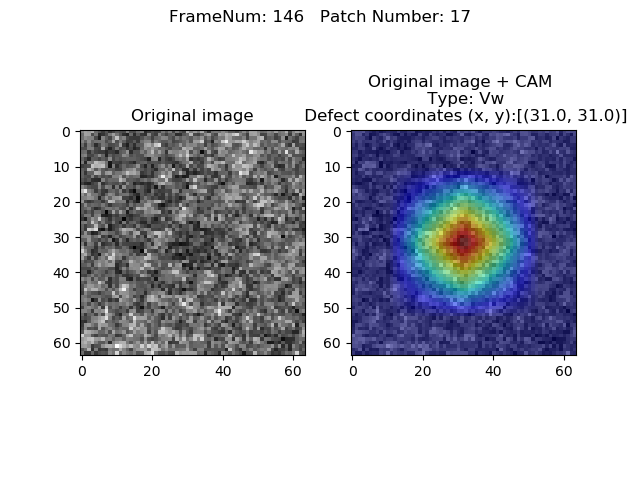 FrameNum: 146   Patch Number: 17
Original image
Original image + CAM
Type: Vw
Defect coordinates (x, y):[(31.0, 31.0)]
0
10
20
30
40
50
60
0 20 40 60
0
10
20
30
40
50
60
0 20 40 60